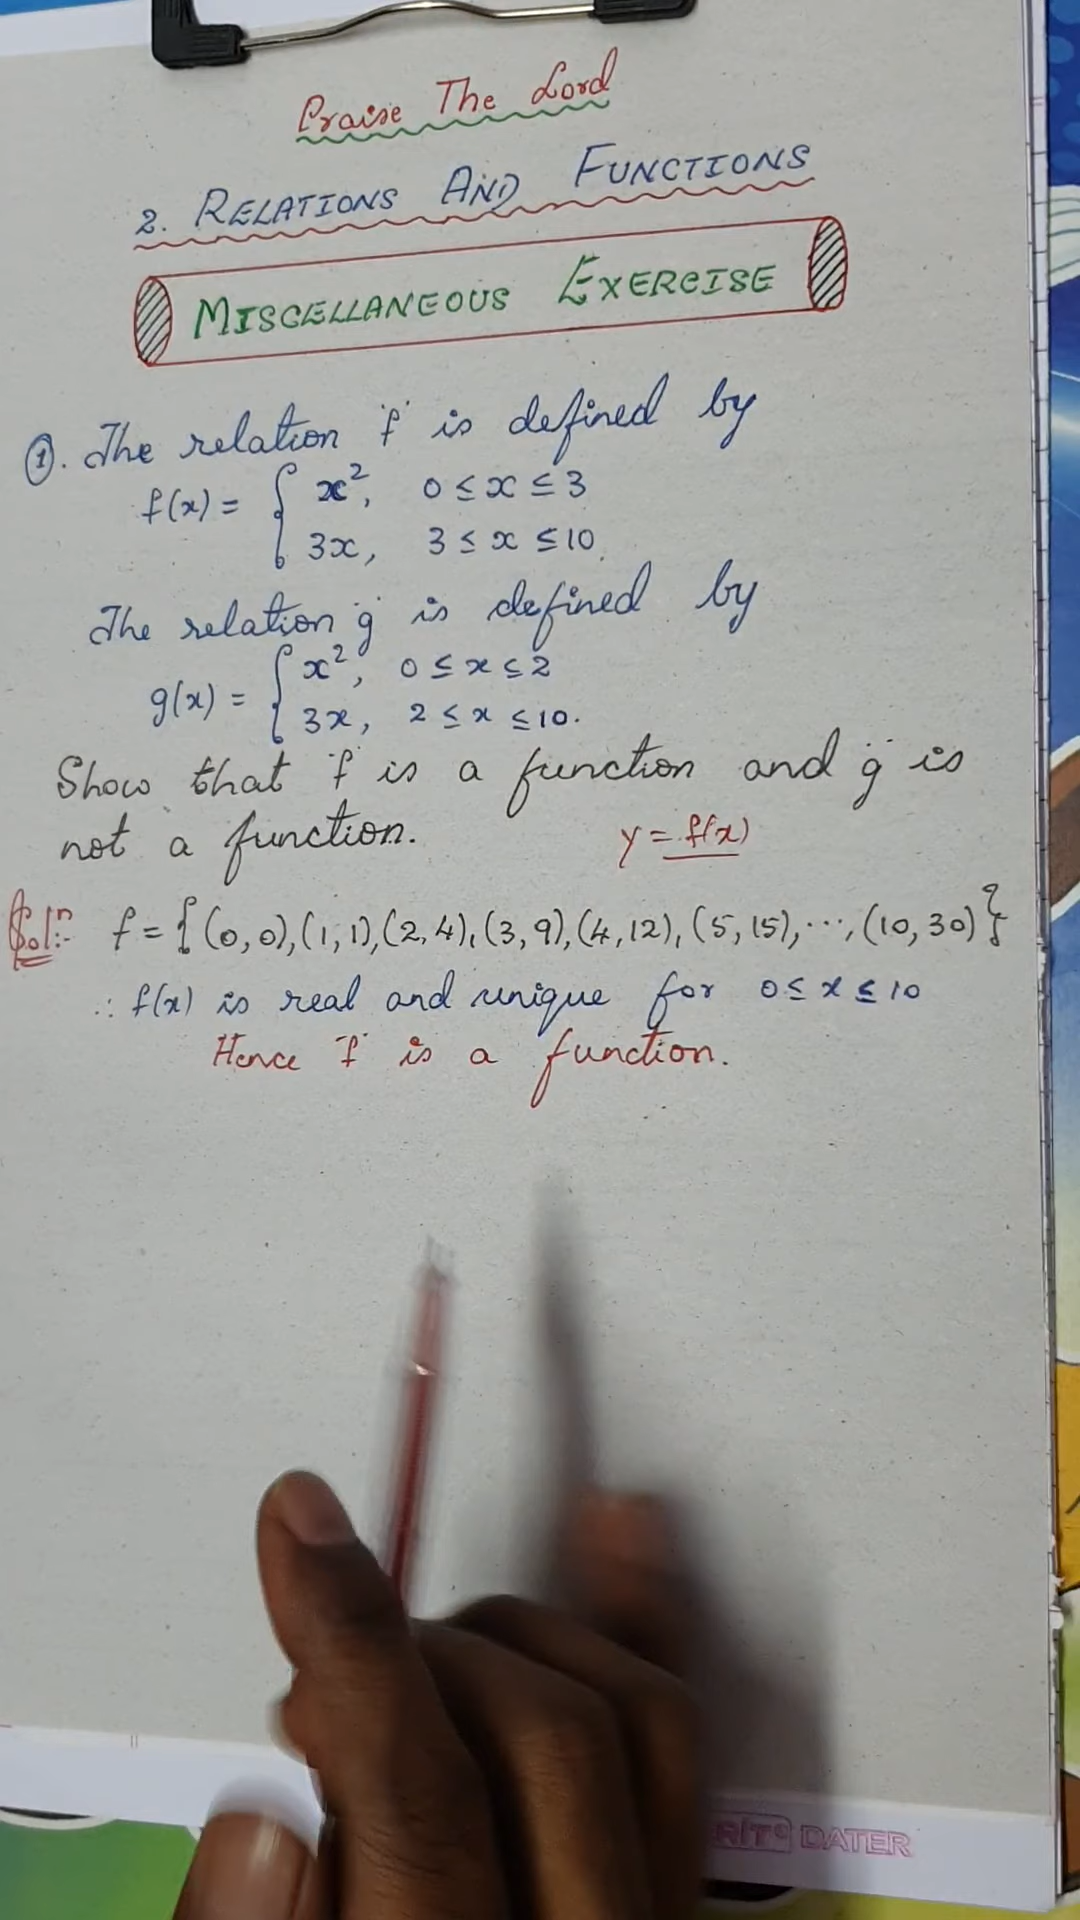 Praise The Lord
2. RELATIONS AND FUNCTIONS
MISCELLANEOUS EXERCISE
①. The relation 'f' is defined by
f(x) = { x², 0 ≤ x ≤ 3
3x, 3 ≤ x ≤ 10
The relation 'g' is defined by
g(x) = { x², 0 ≤ x ≤ 2
3x, 2 ≤ x ≤ 10.
Show that 'f' is a function and 'g' is
not a function. y = f(x)
Solⁿ:- f = {(0,0),(1,1),(2,4),(3,9),(4,12),(5,15),...,(10,30)}
∴ f(x) is real and unique for 0 ≤ x ≤ 10
Hence 'f' is a function.
DATER